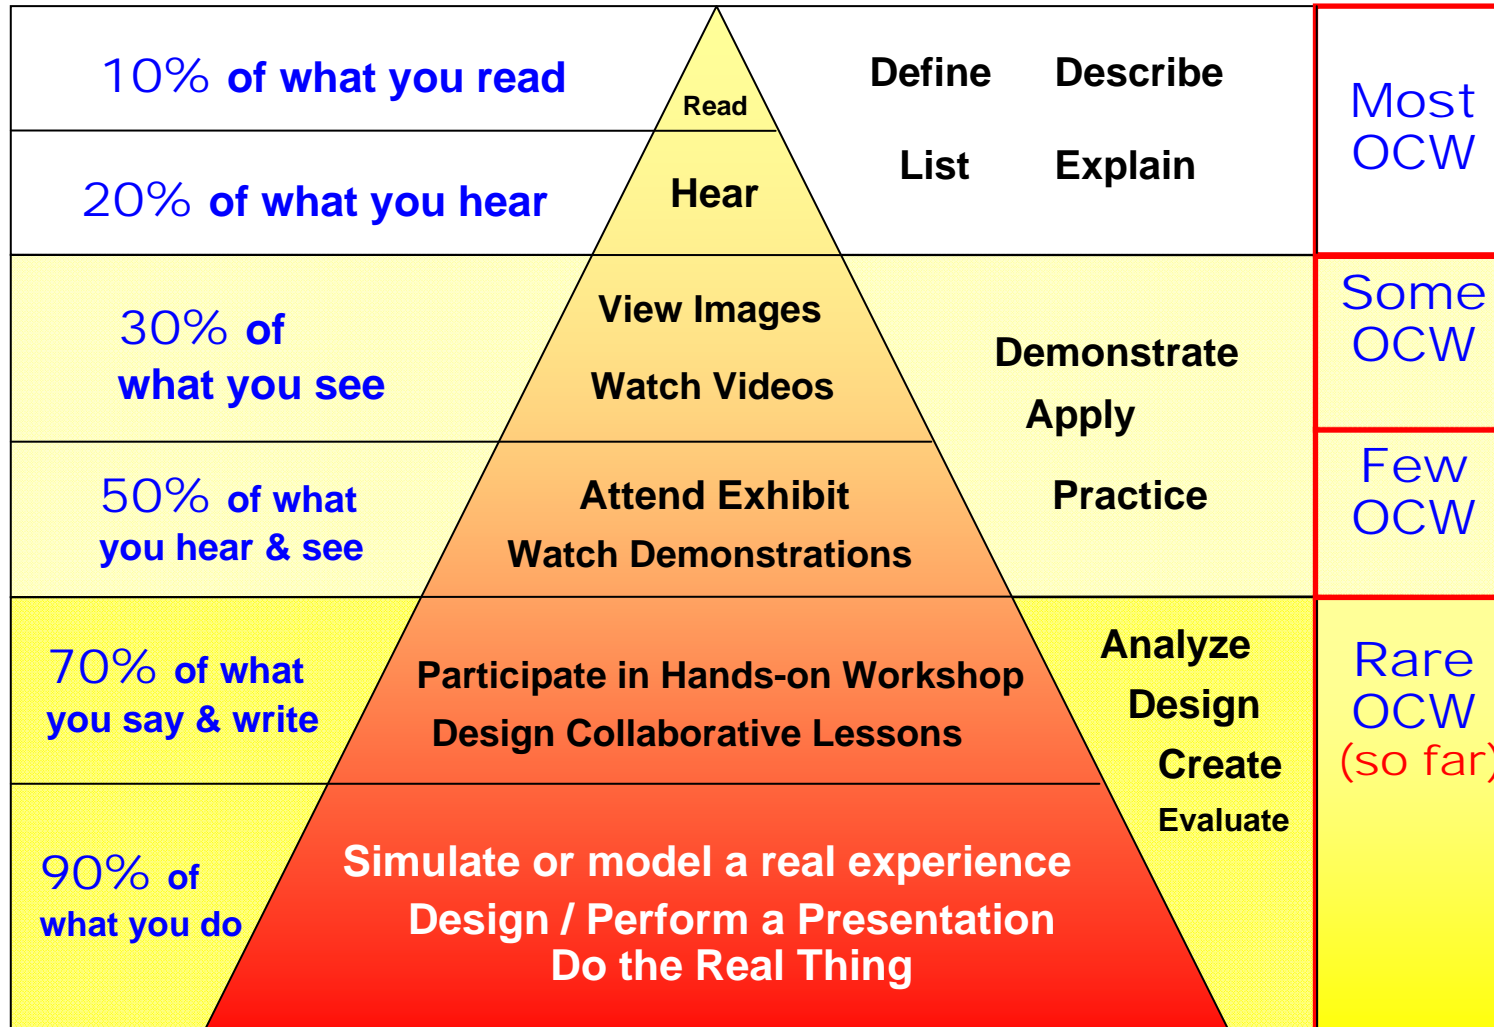 10% of what you read
Read
Define Describe
List Explain
Most
OCW
20% of what you hear
Hear
30% of
what you see
View Images
Watch Videos
Demonstrate
Apply
Practice
Some
OCW
50% of what
you hear & see
Attend Exhibit
Watch Demonstrations
Few
OCW
70% of what
you say & write
Participate in Hands-on Workshop
Design Collaborative Lessons
Analyze
Design
Create
Evaluate
Rare
OCW
(so far)
90% of
what you do
Simulate or model a real experience
Design / Perform a Presentation
Do the Real Thing